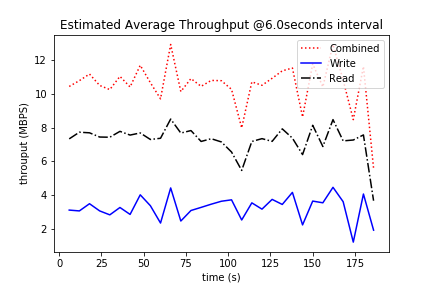 Estimated Average Throughput @6.0seconds interval
Combined
Write
Read
throuput (MBPS)
12
10
8
6
4
2
0 25 50 75 100 125 150 175
time (s)